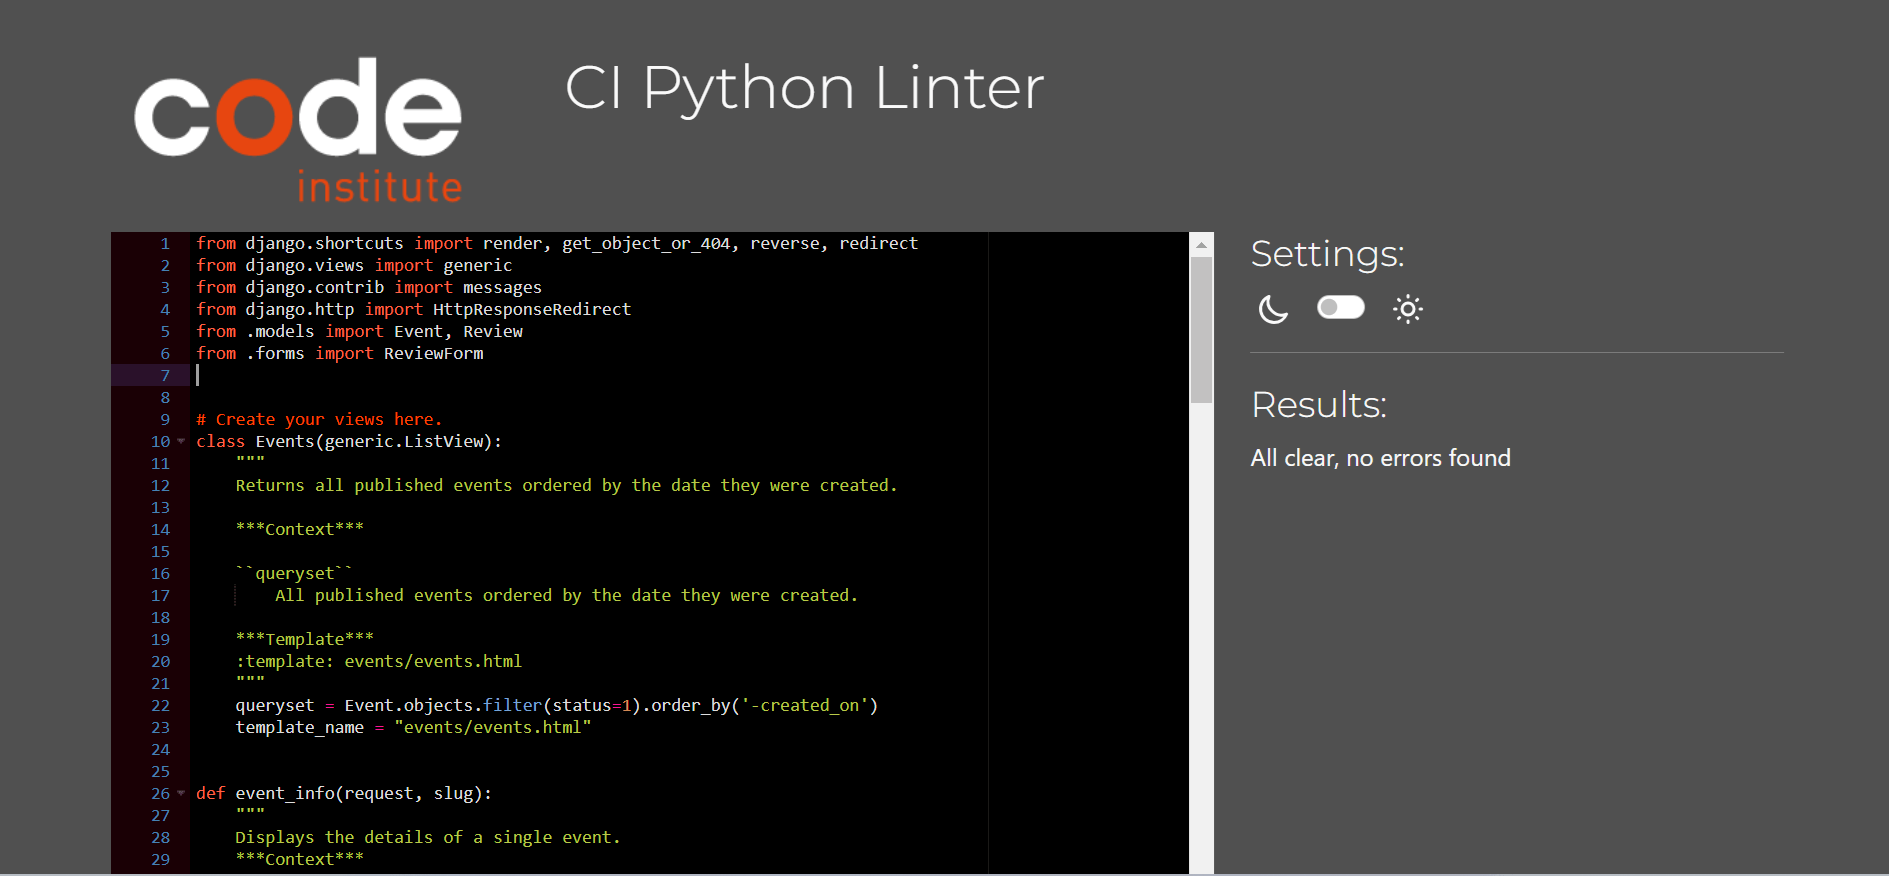 code
institute
CI Python Linter
1 from django.shortcuts import render, get_object_or_404, reverse, redirect
2 from django.views import generic
3 from django.contrib import messages
4 from django.http import HttpResponseRedirect
5 from .models import Event, Review
6 from .forms import ReviewForm
7
8
9 # Create your views here.
10 class Events(generic.ListView):
11     """
12     Returns all published events ordered by the date they were created.
13
14     ***Context***
15
16     ``queryset``
17         All published events ordered by the date they were created.
18
19     ***Template***
20     :template: events/events.html
21     """
22     queryset = Event.objects.filter(status=1).order_by('-created_on')
23     template_name = "events/events.html"
24
25
26 def event_info(request, slug):
27     """
28     Displays the details of a single event.
29     ***Context***
Settings:
Results:
All clear, no errors found